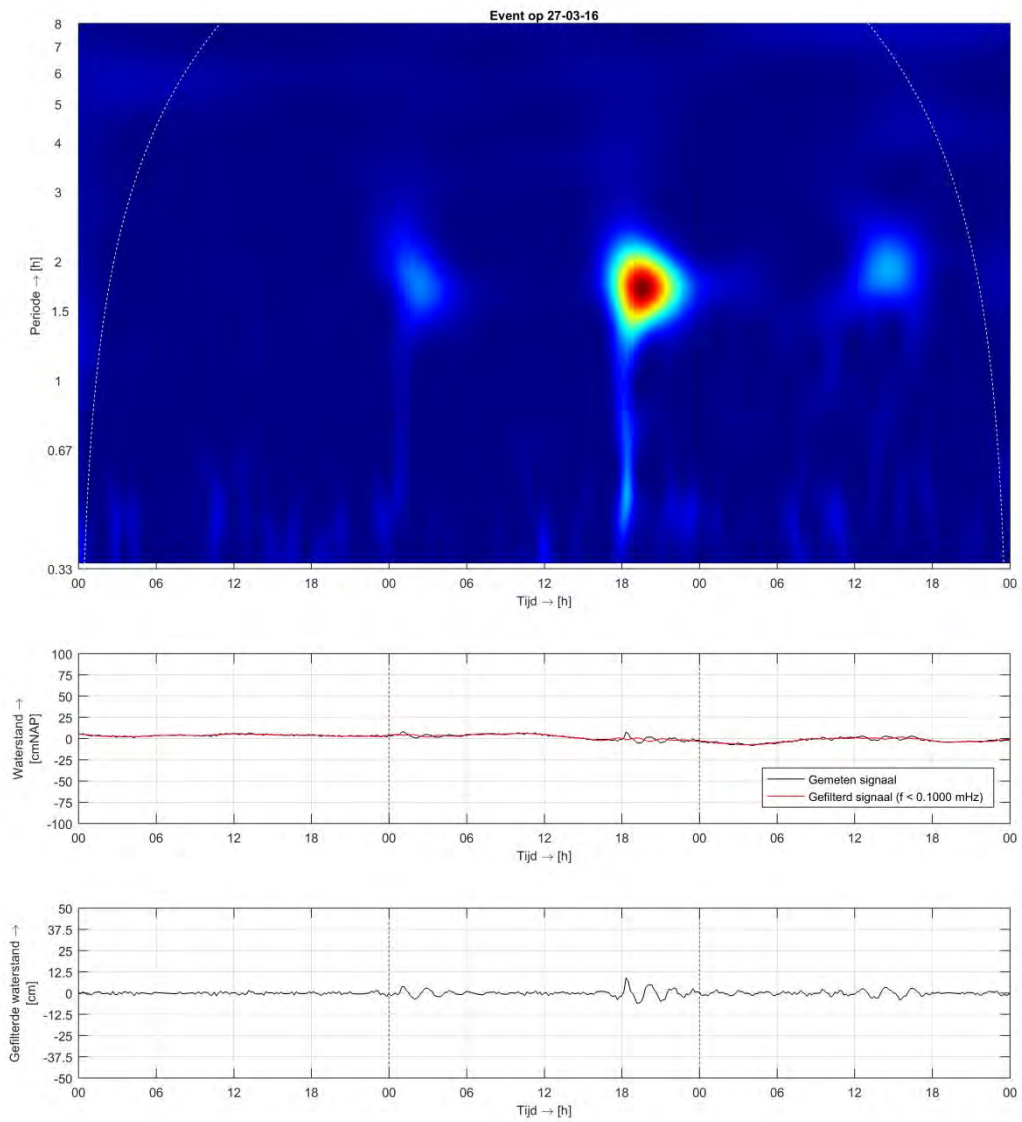 Event op 27-03-16
Periode → [h]
8
7
6
5
4
3
2
1.5
1
0.67
0.33
00 06 12 18 00 06 12 18 00 06 12 18 00
Tijd → [h]
Waterstand →
[cmNAP]
100
75
50
25
0
-25
-50
-75
-100
Gemeten signaal
Gefilterd signaal (f < 0.1000 mHz)
00 06 12 18 00 06 12 18 00 06 12 18 00
Tijd → [h]
Gefilterde waterstand →
[cm]
50
37.5
25
12.5
0
-12.5
-25
-37.5
-50
00 06 12 18 00 06 12 18 00 06 12 18 00
Tijd → [h]